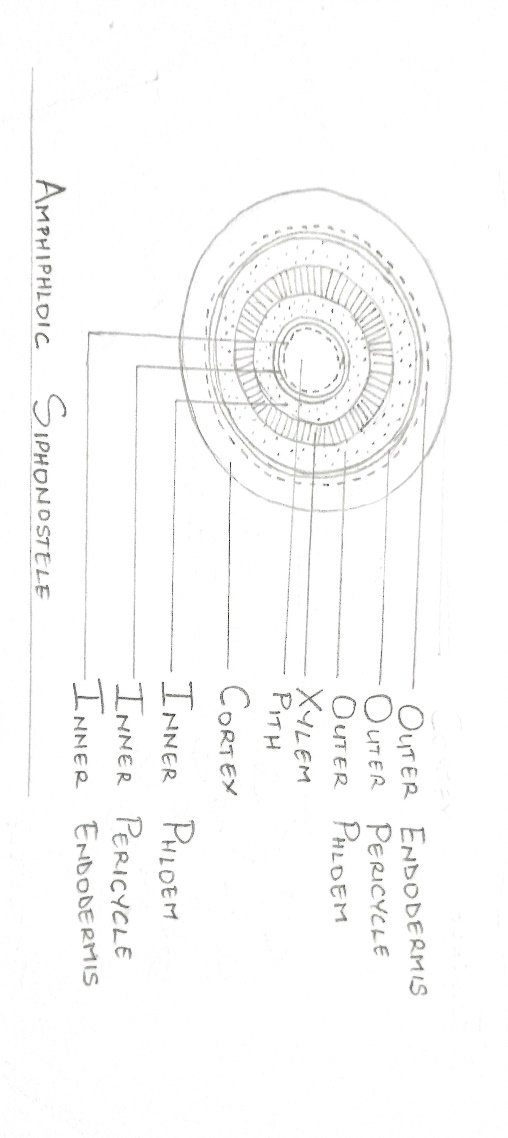 OUTER ENDODERMIS
OUTER PERICYCLE
OUTER PHLOEM
XYLEM
PITH
CORTEX
INNER PHLOEM
INNER PERICYCLE
INNER ENDODERMIS
AMPHIPHLOIC SIPHONOSTELE